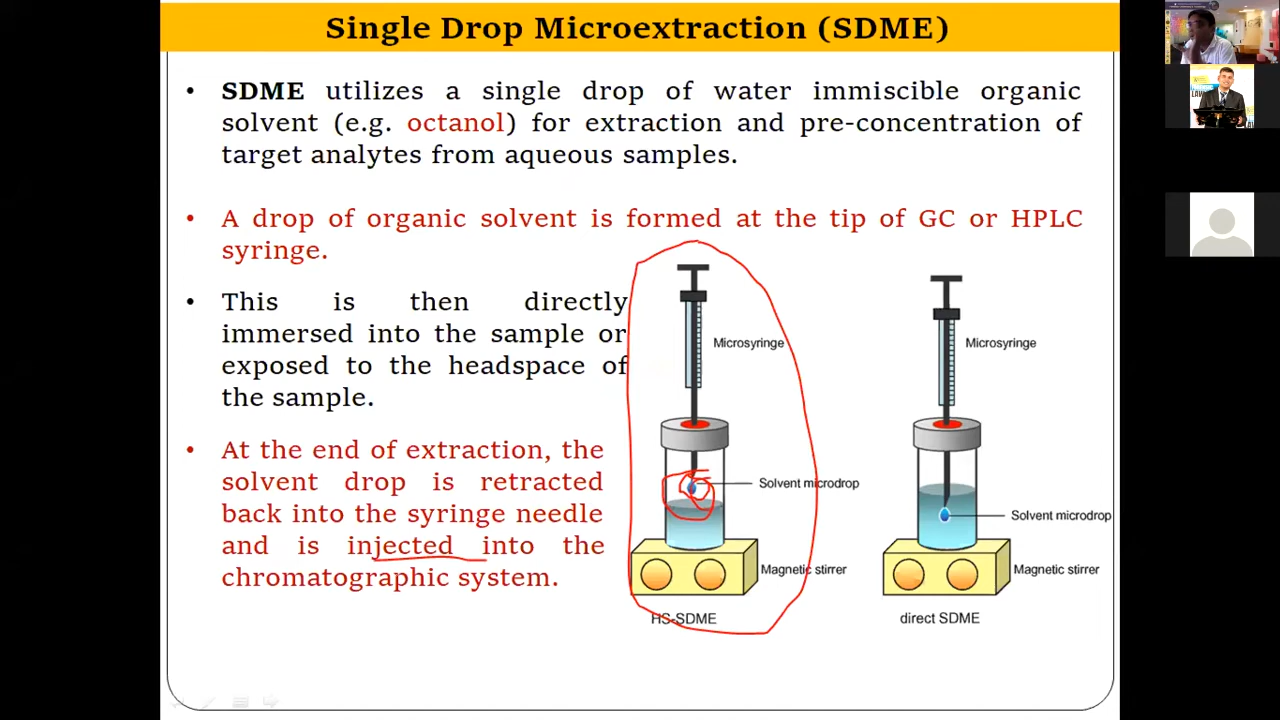 Single Drop Microextraction (SDME)
• SDME utilizes a single drop of water immiscible organic
solvent (e.g. octanol) for extraction and pre-concentration of
target analytes from aqueous samples.
• A drop of organic solvent is formed at the tip of GC or HPLC
syringe.
• This is then directly
immersed into the sample or
exposed to the headspace of
the sample.
• At the end of extraction, the
solvent drop is retracted
back into the syringe needle
and is injected into the
chromatographic system.
Microsyringe
Solvent microdrop
Magnetic stirrer
HS-SDME
Microsyringe
Solvent microdrop
Magnetic stirrer
direct SDME